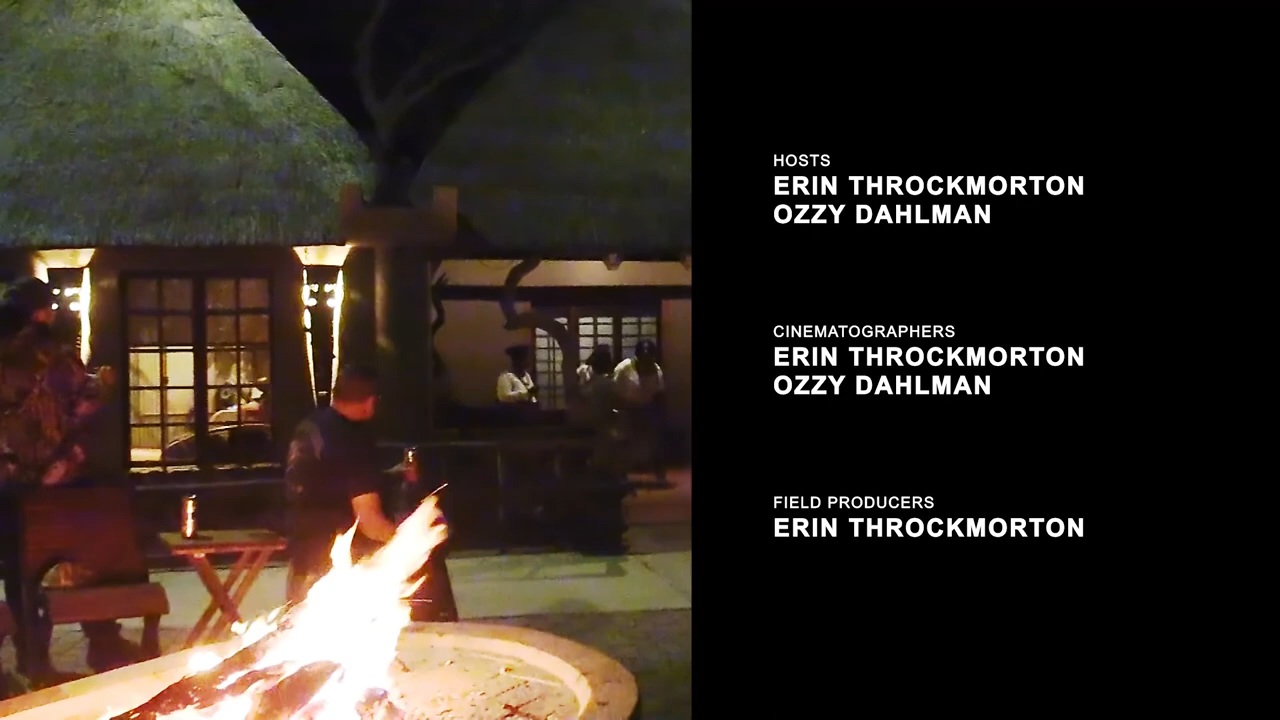 HOSTS
ERIN THROCKMORTON
OZZY DAHLMAN
CINEMATOGRAPHERS
ERIN THROCKMORTON
OZZY DAHLMAN
FIELD PRODUCERS
ERIN THROCKMORTON